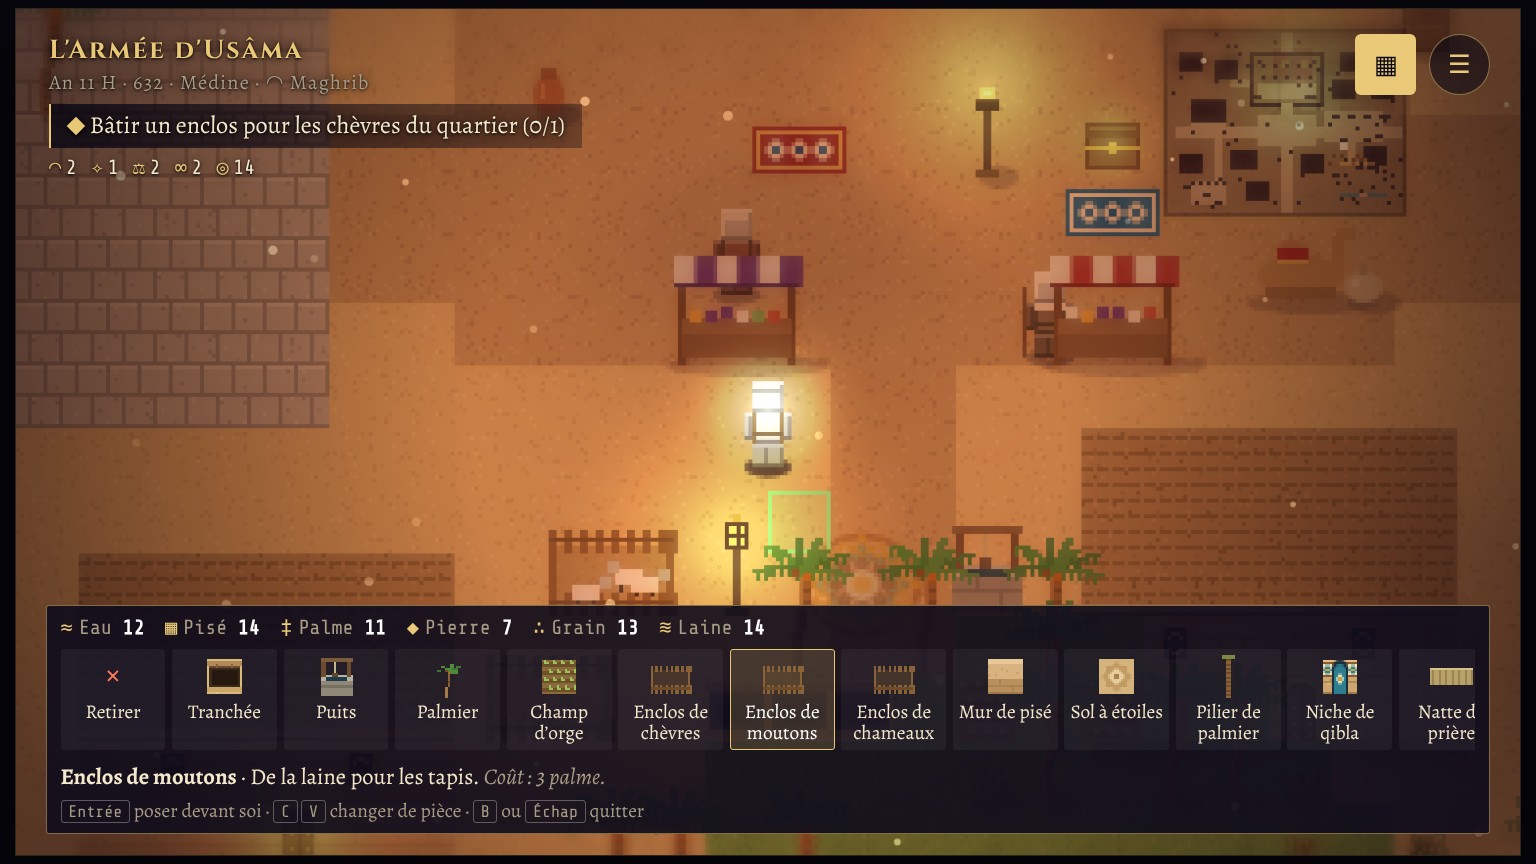 L'Armée d'Usâma
An 11 H · 632 · Médine · ◠ Maghrib
◆ Bâtir un enclos pour les chèvres du quartier (0/1)
◠ 2 ✧ 1 ⚖ 2 ∞ 2 ◎ 14
≈ Eau 12 ▦ Pisé 14 ‡ Palme 11 ◆ Pierre 7 ∴ Grain 13 ≋ Laine 14
✕
Retirer
Tranchée
Puits
Palmier
Champ d'orge
Enclos de chèvres
Enclos de moutons
Enclos de chameaux
Mur de pisé
Sol à étoiles
Pilier de palmier
Niche de qibla
Natte d
prière
Enclos de moutons · De la laine pour les tapis. Coût : 3 palme.
Entrée poser devant soi · C V changer de pièce · B ou Échap quitter